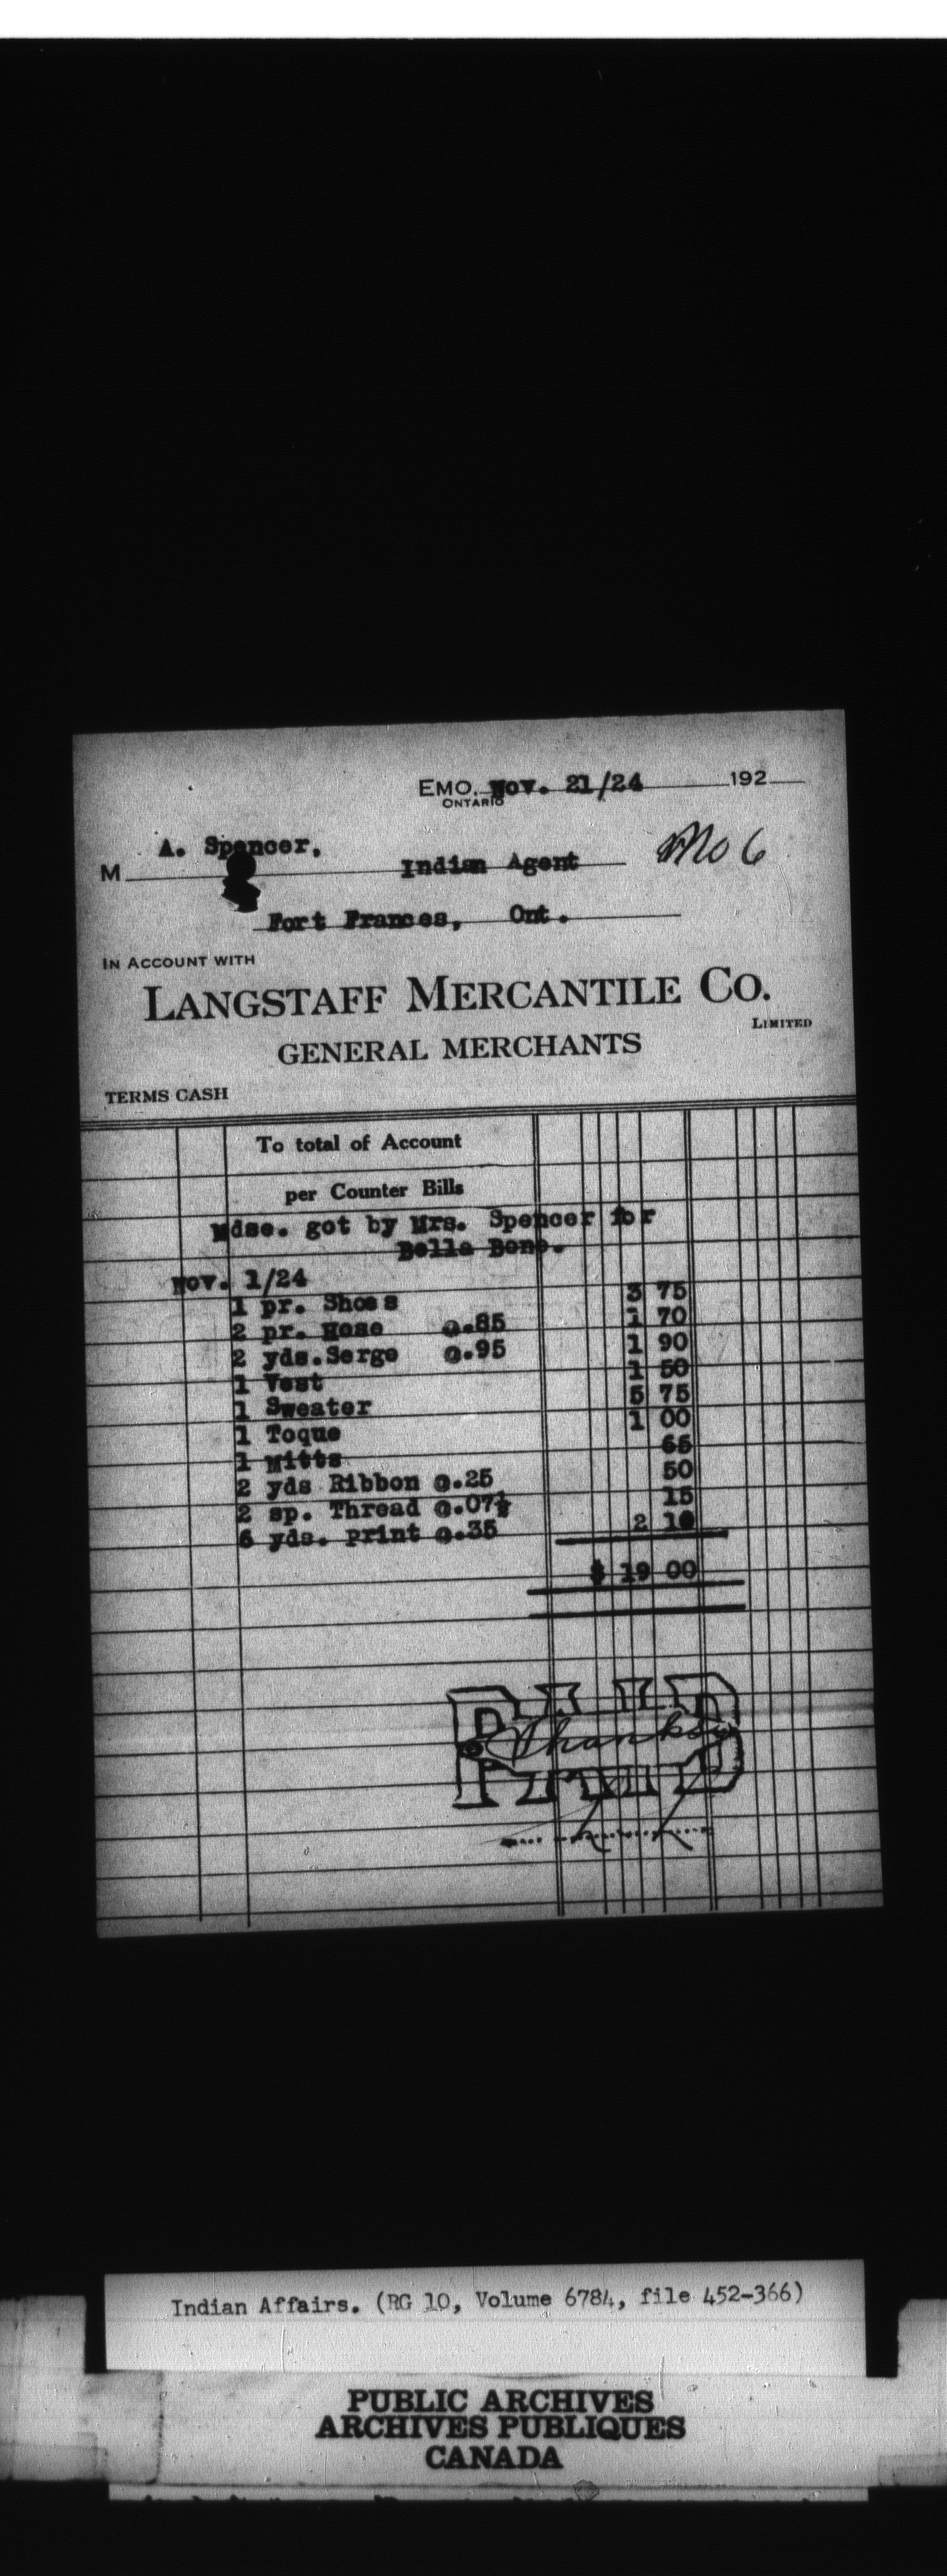 EMO, Nov. 21/24 192
ONTARIO
A. Spencer,
M Indian Agent
No 6
Fort Frances, Ont.
IN ACCOUNT WITH
LANGSTAFF MERCANTILE CO.
LIMITED
GENERAL MERCHANTS
TERMS CASH
To total of Account
per Counter Bills
Mdse. got by Mrs. Spencer for
Bella Bone.
Nov. 1/24
1 pr. Shoes 3 75
2 pr. Hose @.85 1 70
2 yds.Serge @.95 1 90
1 Vest 1 50
1 Sweater 5 75
1 Toque 1 00
1 Mitts 65
2 yds Ribbon @.25 50
2 sp. Thread @.07½ 15
6 yds. Print @.35 2 10
$ 19 00
PAID
Thanks
Indian Affairs. (RG 10, Volume 6784, file 452-366)
PUBLIC ARCHIVES
ARCHIVES PUBLIQUES
CANADA